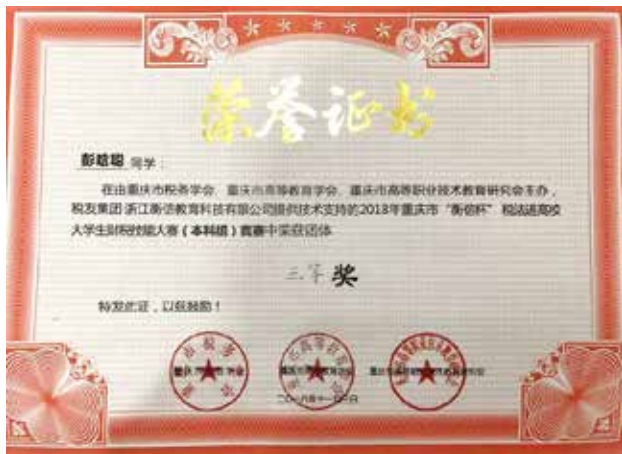 荣誉证书
彭晗聪 同学：
在由重庆市税务学会、重庆市高等教育学会、重庆市高等职业技术教育研究会主办，
税友集团 浙江衡信教育科技有限公司提供技术支持的2018年重庆市“衡信杯” 税法进高校
大学生财税技能大赛（本科组）竞赛中荣获团体
三等奖
特发此证，以兹鼓励！